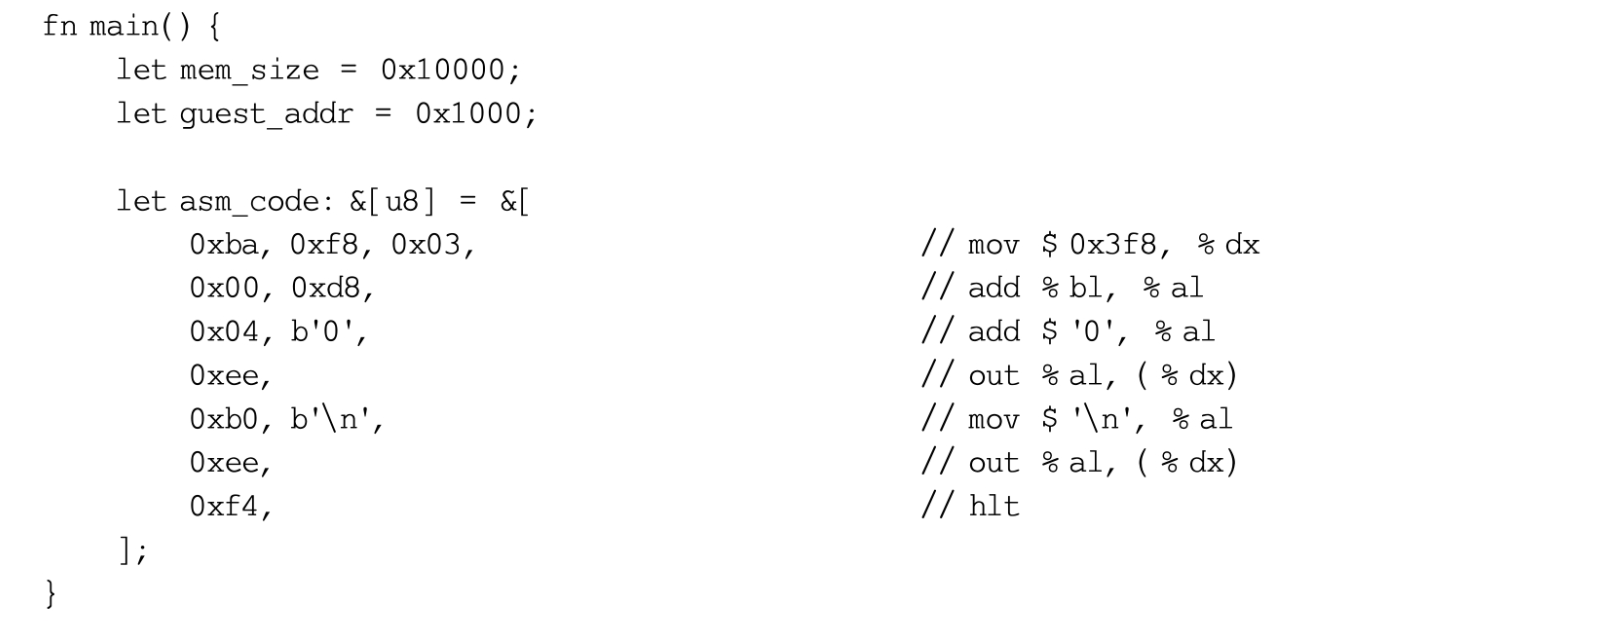 fn main() {
    let mem_size = 0x10000;
    let guest_addr = 0x1000;

    let asm_code: &[u8] = &[
        0xba, 0xf8, 0x03, // mov $ 0x3f8, % dx
        0x00, 0xd8, // add % bl, % al
        0x04, b'0', // add $ '0', % al
        0xee, // out % al, ( % dx)
        0xb0, b'\n', // mov $ '\n', % al
        0xee, // out % al, ( % dx)
        0xf4, // hlt
    ];
}